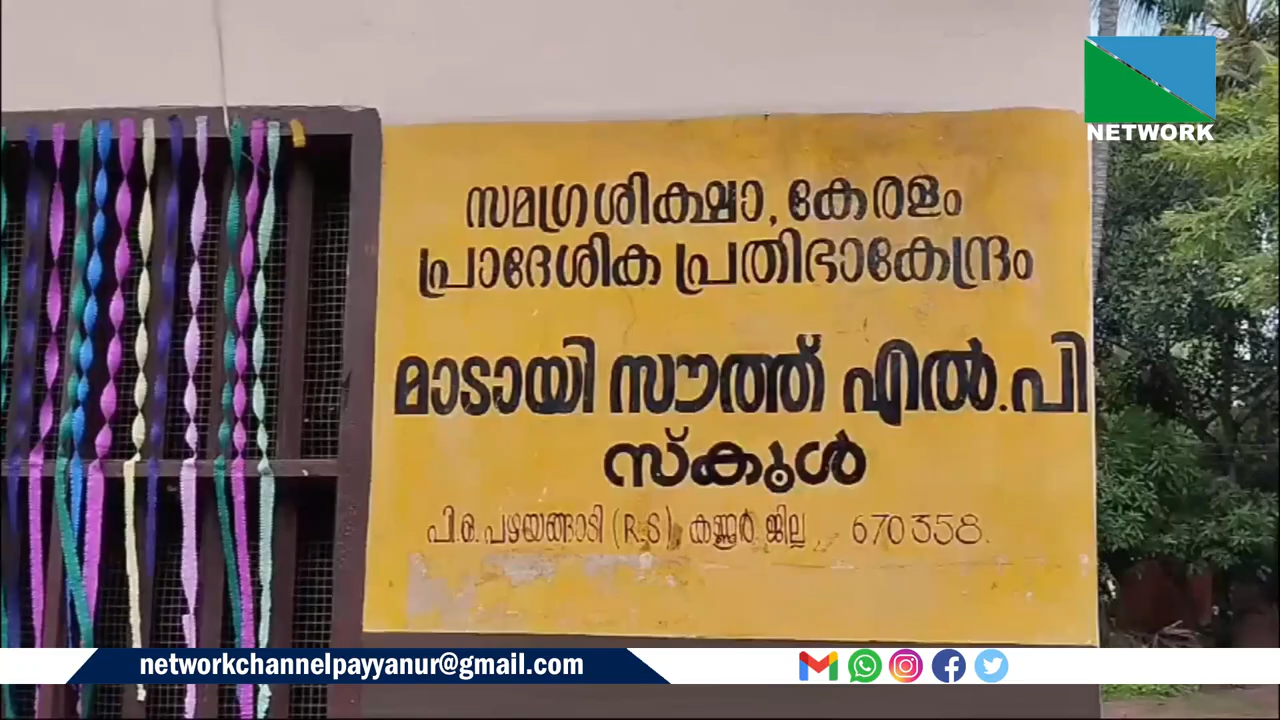 NETWORK
സമഗ്രശിക്ഷാ, കേരളം
പ്രാദേശിക പ്രതിഭാകേന്ദ്രം
മാടായി സൗത്ത് എൽ.പി
സ്കൂൾ
പി.ഒ. പഴയങ്ങാടി (R.S), കണ്ണൂർ ജില്ല, 670358.
networkchannelpayyanur@gmail.com